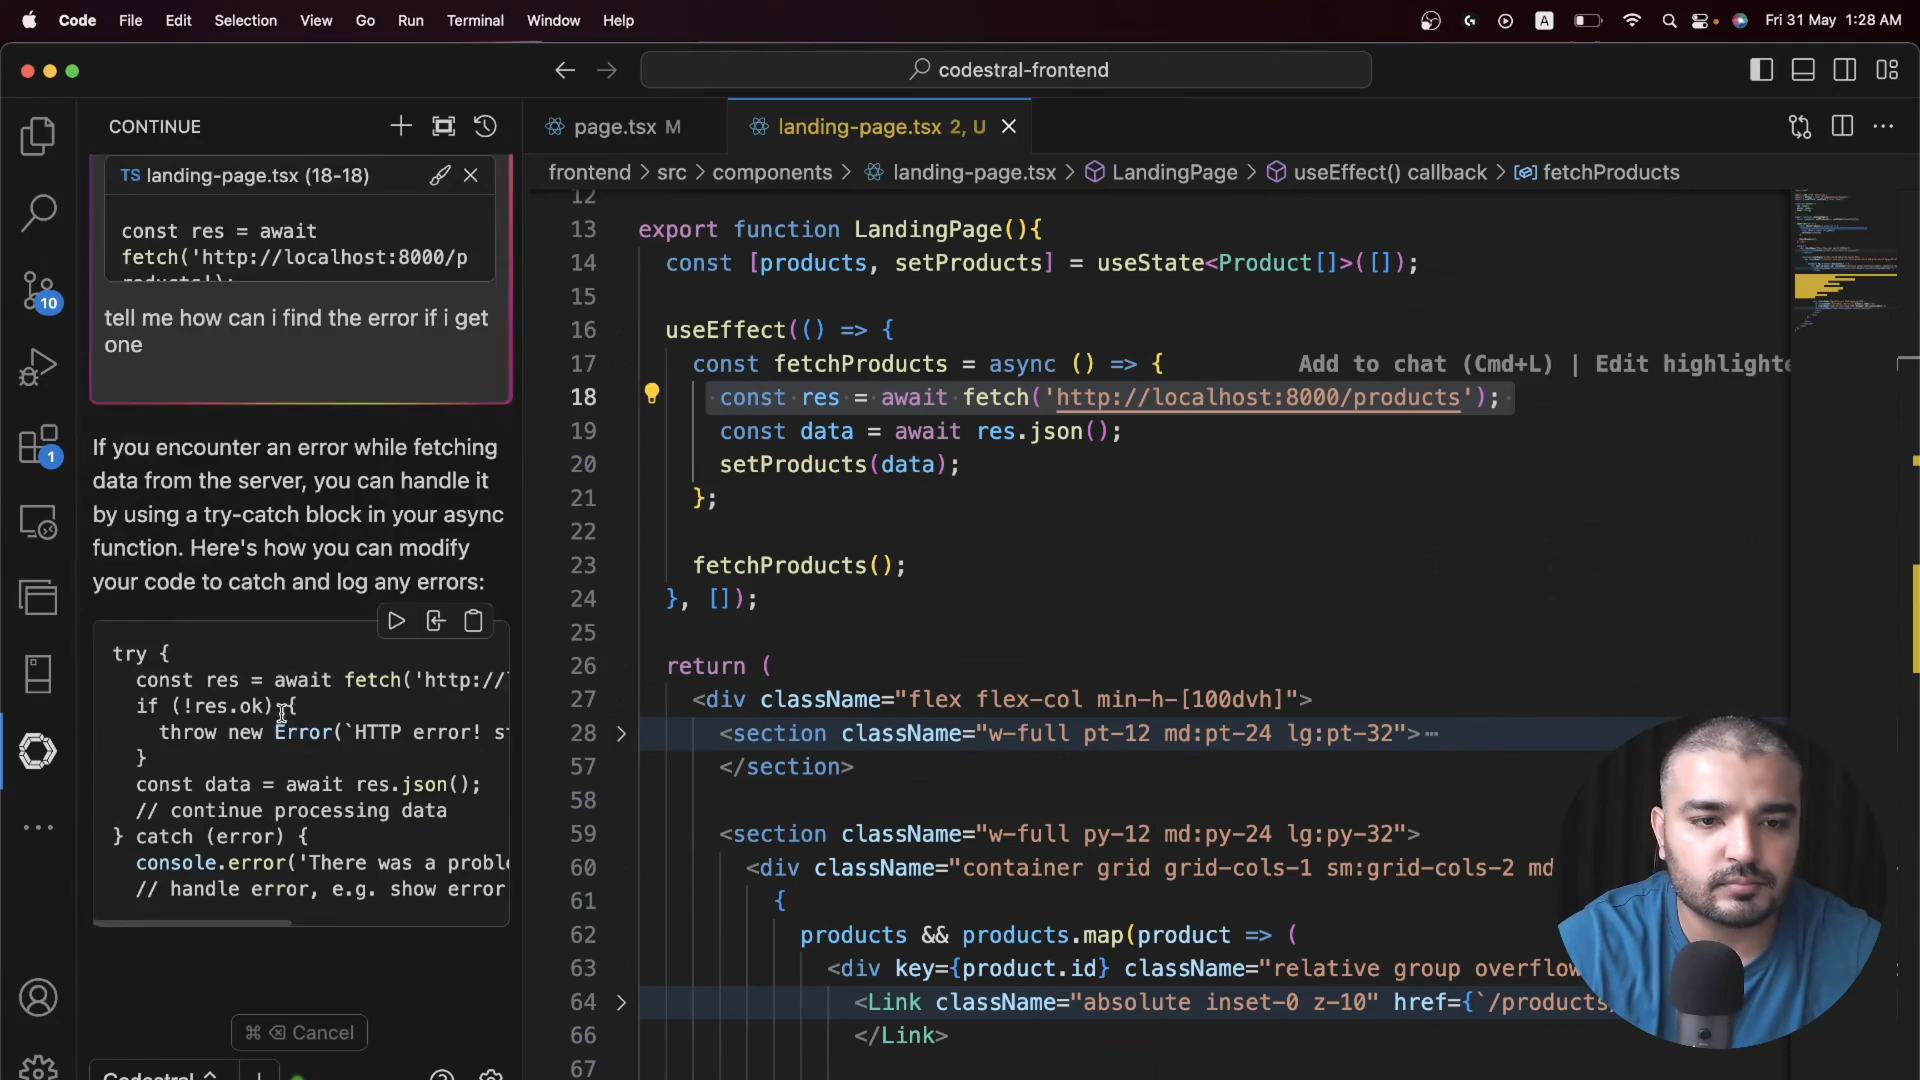 Code File Edit Selection View Go Run Terminal Window Help
A
Fri 31 May 1:28 AM
codestral-frontend
CONTINUE
TS landing-page.tsx (18-18)
const res = await
fetch('http://localhost:8000/p
roducts');
tell me how can i find the error if i get
one
If you encounter an error while fetching
data from the server, you can handle it
by using a try-catch block in your async
function. Here's how you can modify
your code to catch and log any errors:
try {
const res = await fetch('http://
if (!res.ok) {
throw new Error(`HTTP error! st
}
const data = await res.json();
// continue processing data
} catch (error) {
console.error('There was a proble
// handle error, e.g. show error
⌘ ⌫ Cancel
Codestral
10
1
page.tsx M
landing-page.tsx 2, U
frontend > src > components > landing-page.tsx > LandingPage > useEffect() callback > fetchProducts
12
13 export function LandingPage(){
14 const [products, setProducts] = useState<Product[]>([]);
15
16 useEffect(() => {
17 const fetchProducts = async () => { Add to chat (Cmd+L) | Edit highlighte
18 const res = await fetch('http://localhost:8000/products');
19 const data = await res.json();
20 setProducts(data);
21 };
22
23 fetchProducts();
24 }, []);
25
26 return (
27 <div className="flex flex-col min-h-[100dvh]">
28 <section className="w-full pt-12 md:pt-24 lg:pt-32">⋯
57 </section>
58
59 <section className="w-full py-12 md:py-24 lg:py-32">
60 <div className="container grid grid-cols-1 sm:grid-cols-2 md
61 {
62 products && products.map(product => (
63 <div key={product.id} className="relative group overflow
64 <Link className="absolute inset-0 z-10" href={`/products
66 </Link>
67